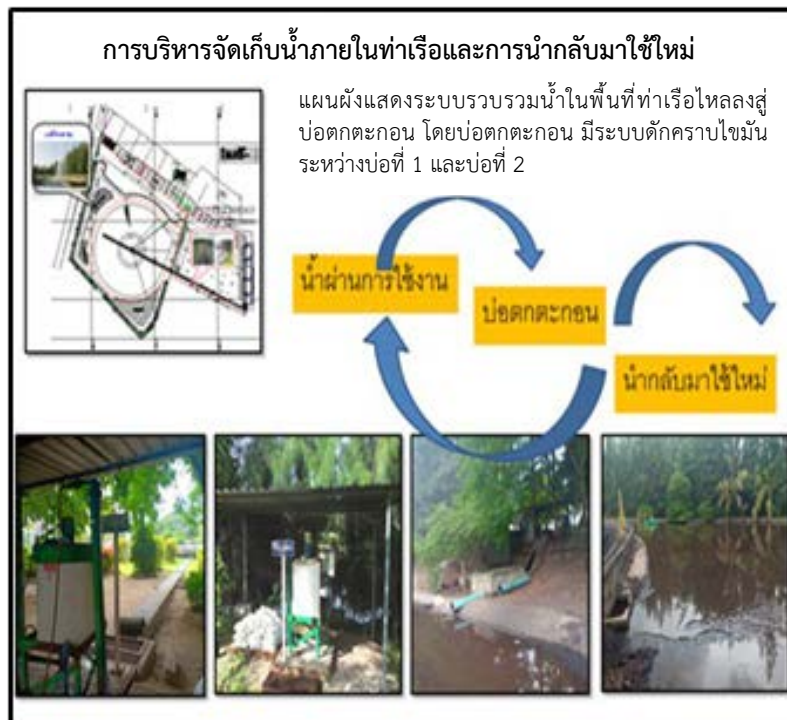 การบริหารจัดเก็บน้ำภายในท่าเรือและการนำกลับมาใช้ใหม่
แผนผังแสดงระบบรวบรวมน้ำในพื้นที่ท่าเรือไหลลงสู่
บ่อตกตะกอน โดยบ่อตกตะกอน มีระบบดักคราบไขมัน
ระหว่างบ่อที่ 1 และบ่อที่ 2
น้ำผ่านการใช้งาน
บ่อตกตะกอน
นำกลับมาใช้ใหม่